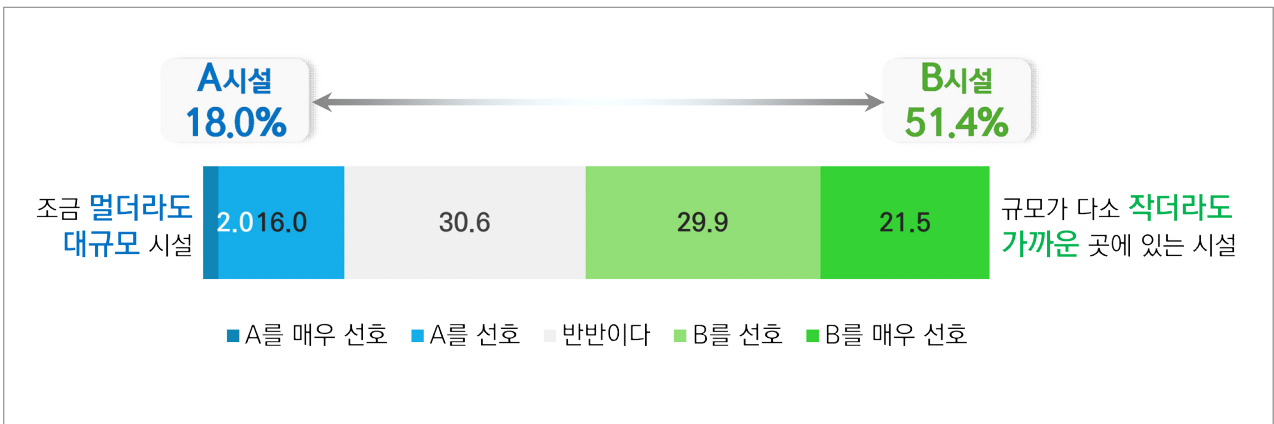 A시설
18.0%
B시설
51.4%
조금 멀더라도
대규모 시설
2.0 16.0 30.6 29.9 21.5
규모가 다소 작더라도
가까운 곳에 있는 시설
A를 매우 선호 A를 선호 반반이다 B를 선호 B를 매우 선호